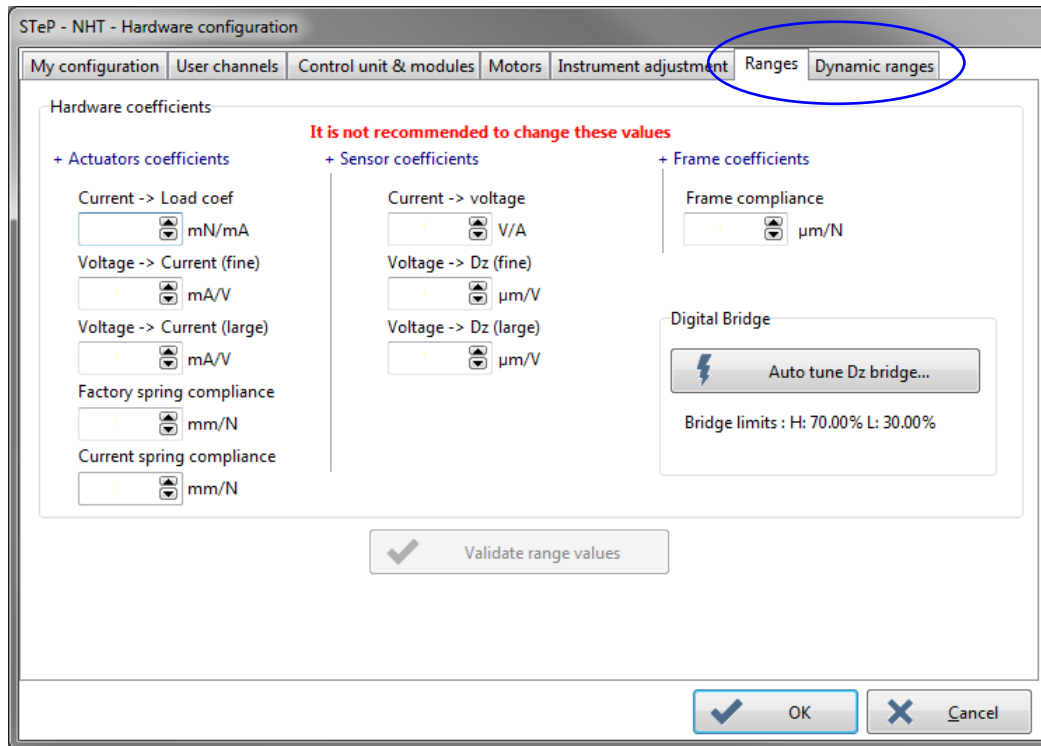 STeP - NHT - Hardware configuration
My configuration User channels Control unit & modules Motors Instrument adjustment Ranges Dynamic ranges
Hardware coefficients
It is not recommended to change these values
+ Actuators coefficients
Current -> Load coef
mN/mA
Voltage -> Current (fine)
mA/V
Voltage -> Current (large)
mA/V
Factory spring compliance
mm/N
Current spring compliance
mm/N
+ Sensor coefficients
Current -> voltage
V/A
Voltage -> Dz (fine)
µm/V
Voltage -> Dz (large)
µm/V
+ Frame coefficients
Frame compliance
µm/N
Digital Bridge
Auto tune Dz bridge...
Bridge limits : H: 70.00% L: 30.00%
Validate range values
OK
Cancel